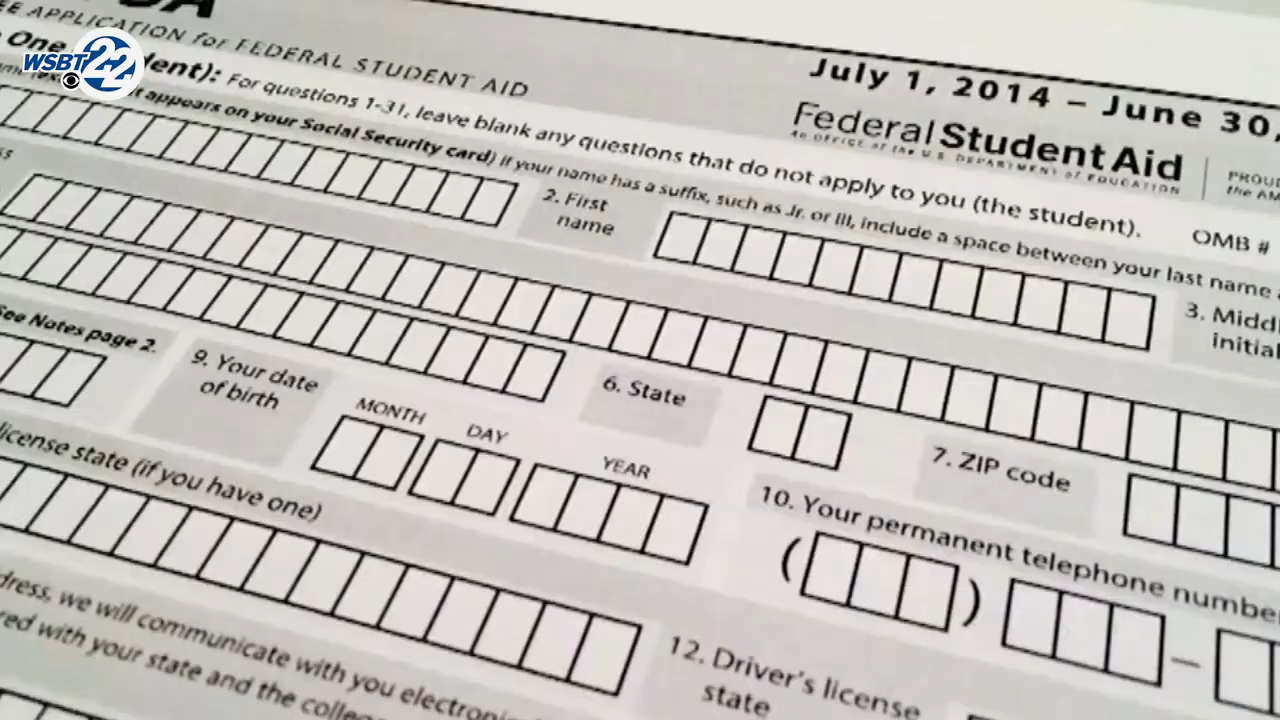 EE APPLICATION for FEDERAL STUDENT AID
July 1, 2014 – June 30,
WSBT 22
Federal Student Aid
An OFFICE of the U.S. DEPARTMENT of EDUCATION
PROUD
the AM
One dent): For questions 1-31, leave blank any questions that do not apply to you (the student).
OMB #
t appears on your Social Security card) If your name has a suffix, such as Jr. or III, include a space between your last name
2. First
name
3. Middl
initial
See Notes page 2.
9. Your date
of birth
MONTH
DAY
YEAR
6. State
7. ZIP code
license state (if you have one)
10. Your permanent telephone numbe
( ) –
dress, we will communicate with you electroni
red with your state and the colleg
12. Driver's license
state